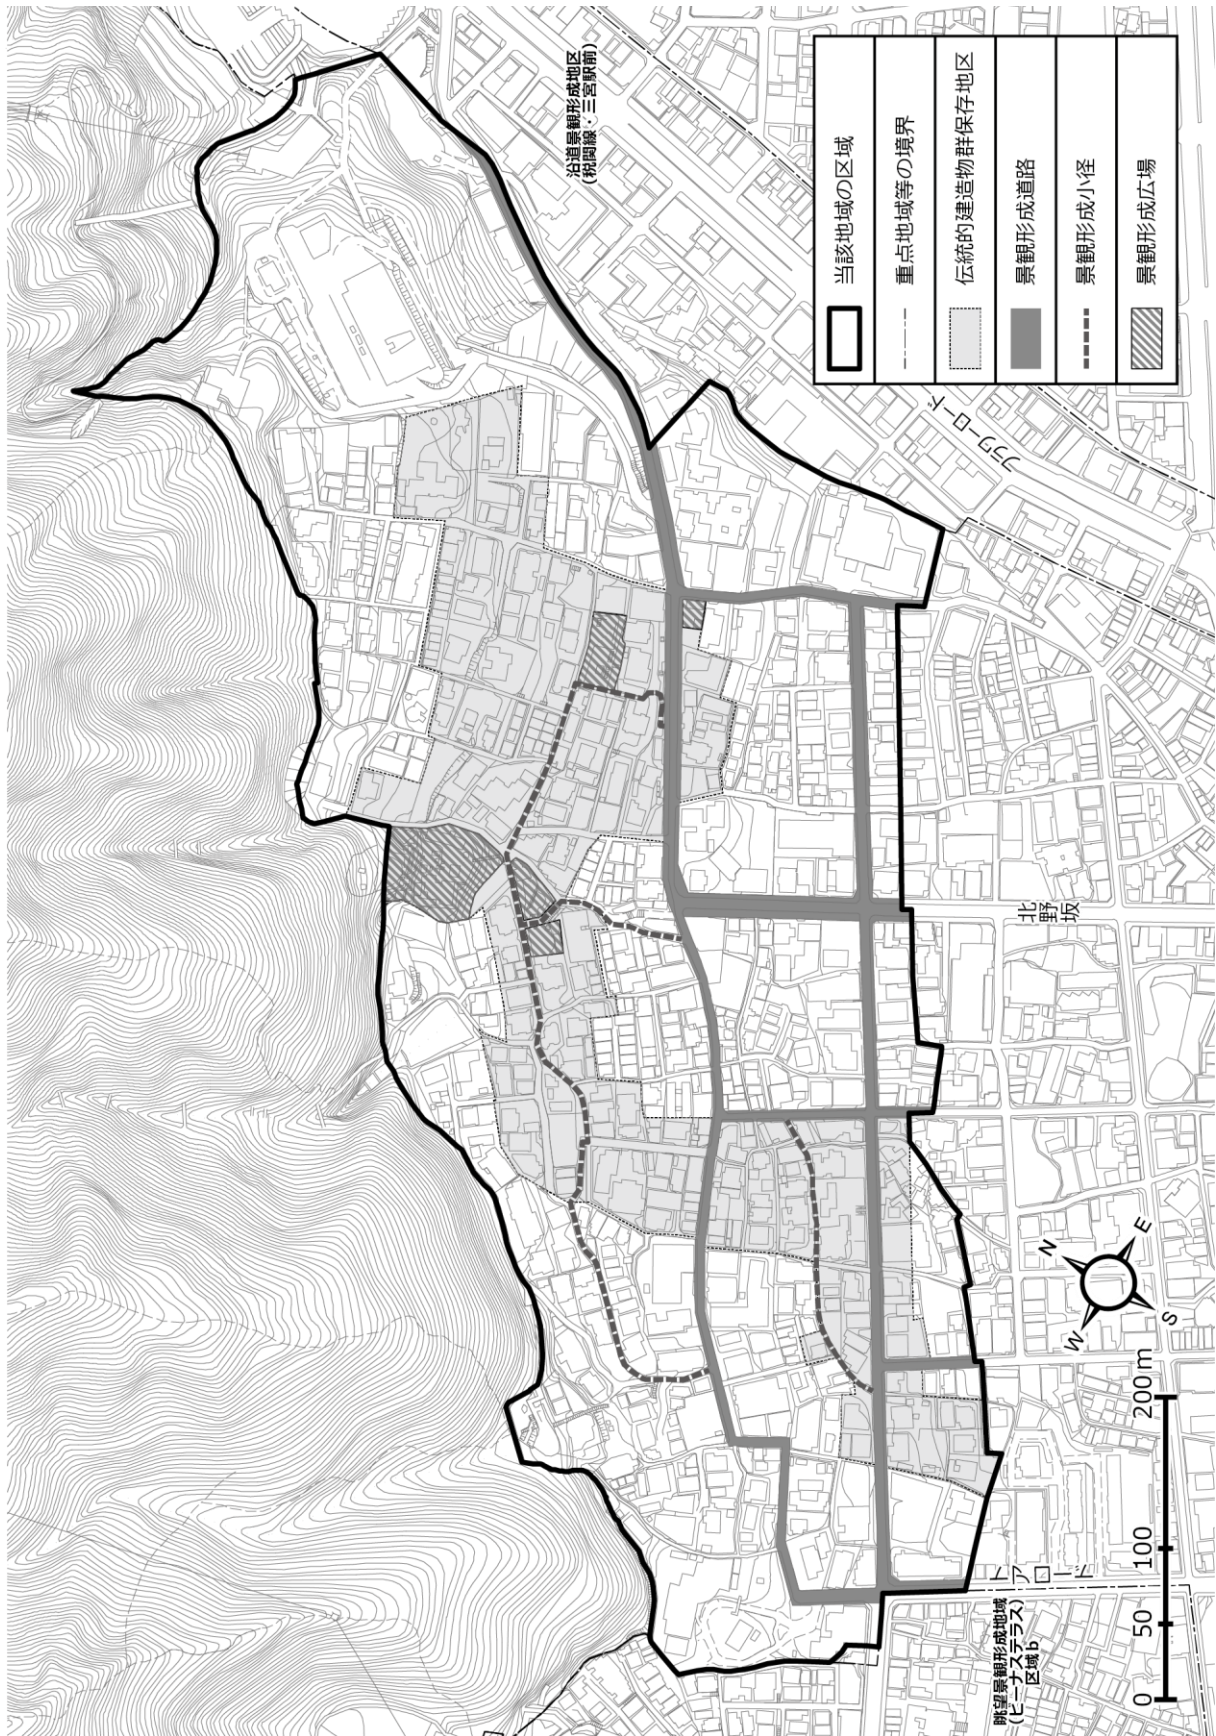 沿道景観形成地区
(税関線・三宮駅前)
当該地域の区域
重点地域等の境界
伝統的建造物群保存地区
景観形成道路
景観形成小径
景観形成広場
フラワーロード
北野坂
トアロード
眺望景観形成地域
(ビーナステラス)
区域b
N
E
S
W
0 50 100 200m